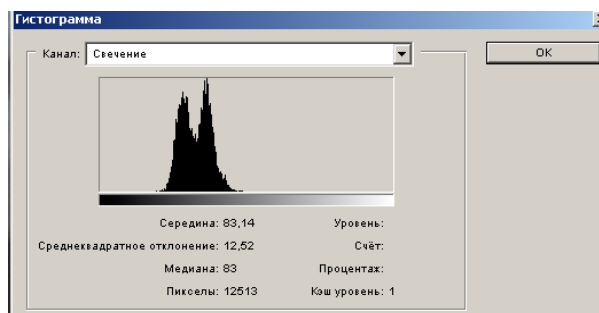 Гистограмма
Канал: Свечение
OK
Середина: 83,14 Уровень:
Среднеквадратное отклонение: 12,52 Счёт:
Медиана: 83 Процентаж:
Пикселы: 12513 Кэш уровень: 1